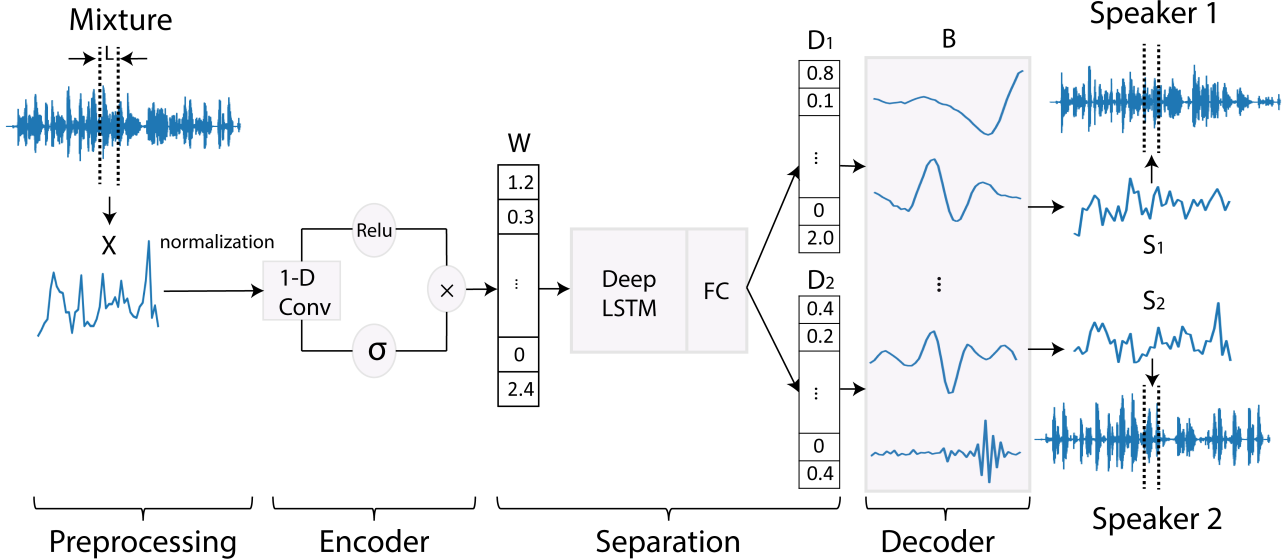 Mixture
L
X
normalization
1-D
Conv
Relu
σ
×
W
1.2
0.3
...
0
2.4
Deep
LSTM
FC
D1
0.8
0.1
...
0
2.0
D2
0.4
0.2
...
0
0.4
B
...
Speaker 1
S1
S2
Speaker 2
Preprocessing
Encoder
Separation
Decoder